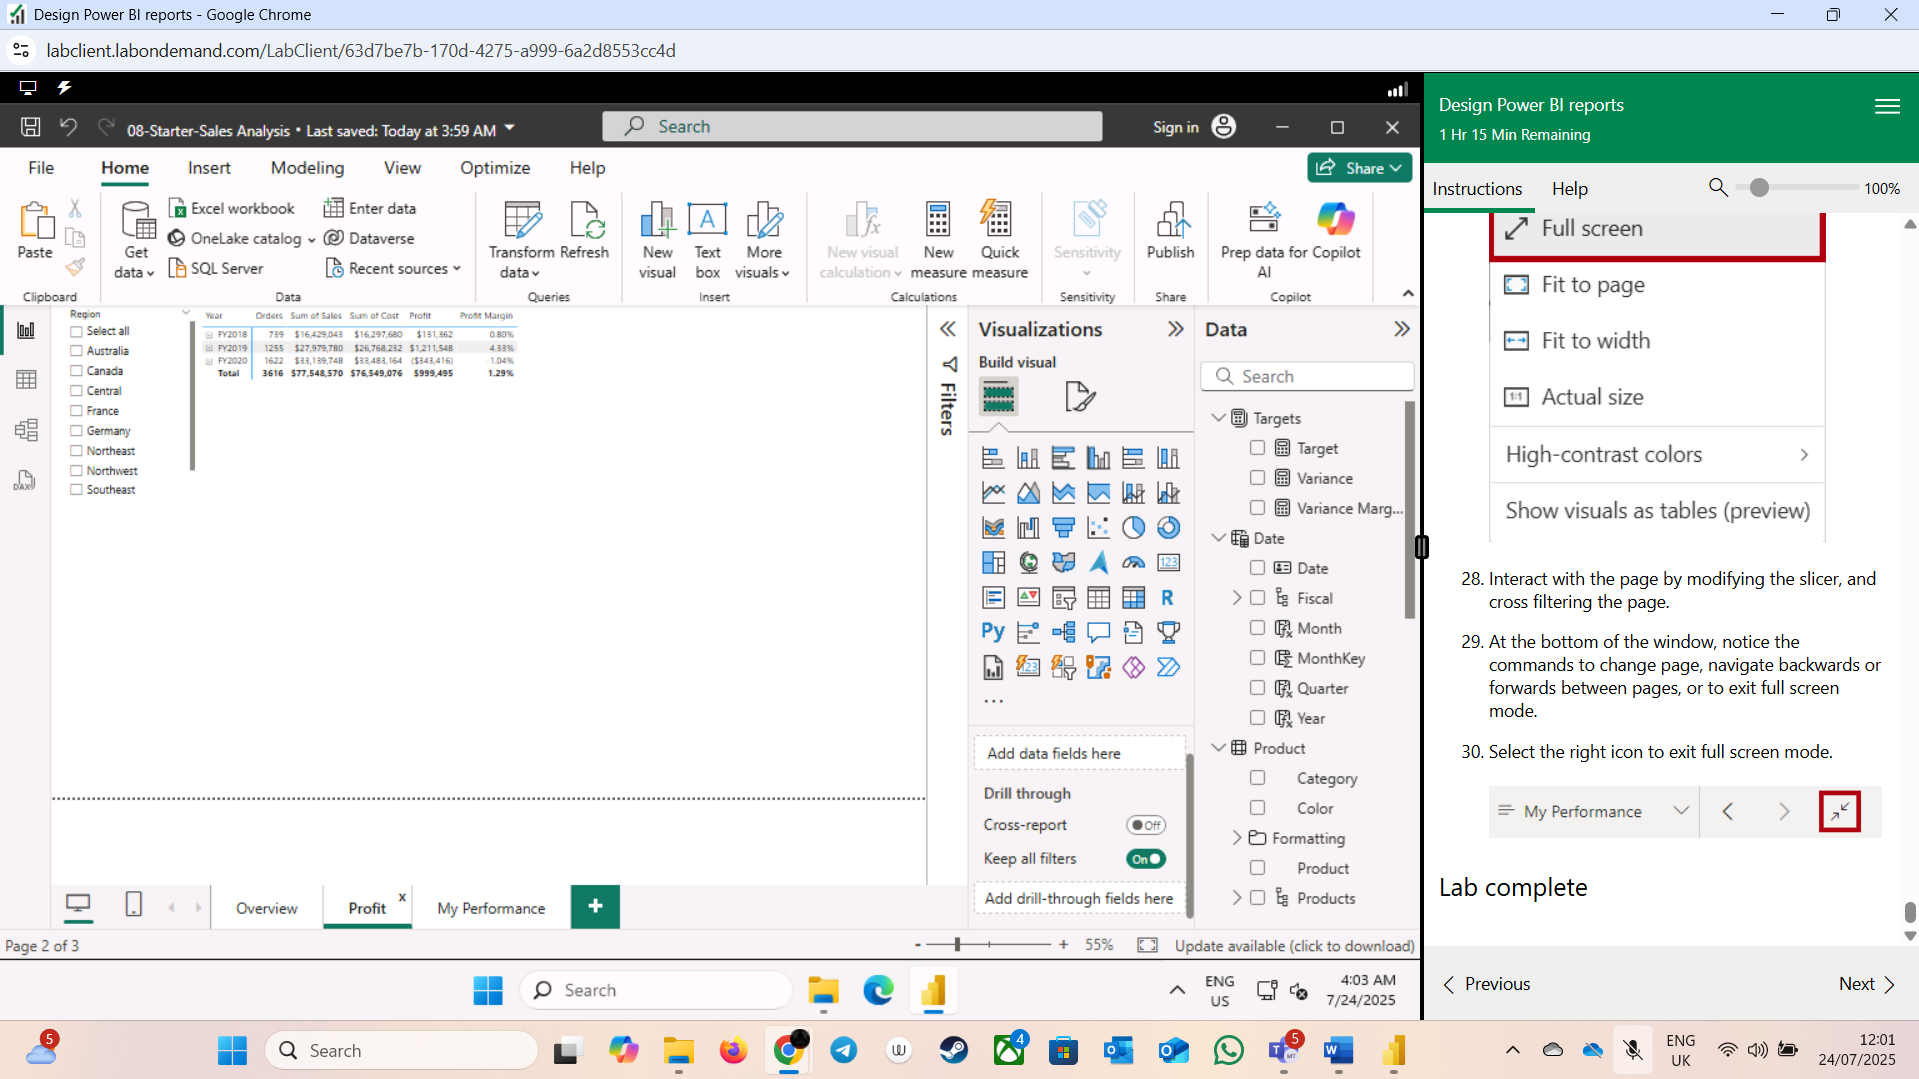 Design Power BI reports - Google Chrome
labclient.labondemand.com/LabClient/63d7be7b-170d-4275-a999-6a2d8553cc4d
08-Starter-Sales Analysis • Last saved: Today at 3:59 AM
Search
Sign in
File Home Insert Modeling View Optimize Help
Share
Paste
Clipboard
Get data
Excel workbook
OneLake catalog
SQL Server
Enter data
Dataverse
Recent sources
Data
Transform data
Refresh
Queries
New visual
Text box
More visuals
Insert
New visual calculation
New measure
Quick measure
Calculations
Sensitivity
Sensitivity
Publish
Share
Prep data for AI
Copilot
Copilot
Region
Select all
Australia
Canada
Central
France
Germany
Northeast
Northwest
Southeast
Year Orders Sum of Sales Sum of Cost Profit Profit Margin
FY2018 739 $16,429,043 $16,297,680 $131,362 0.80%
FY2019 1255 $27,979,780 $26,768,232 $1,211,548 4.33%
FY2020 1622 $33,139,748 $33,483,164 ($343,416) -1.04%
Total 3616 $77,548,570 $76,549,076 $999,495 1.29%
Filters
Visualizations
Build visual
Add data fields here
Drill through
Cross-report Off
Keep all filters On
Add drill-through fields here
Data
Search
Targets
Target
Variance
Variance Marg...
Date
Date
Fiscal
Month
MonthKey
Quarter
Year
Product
Category
Color
Formatting
Product
Products
Overview
Profit x
My Performance
+
Page 2 of 3
- + 55%
Update available (click to download)
Search
ENG
US
4:03 AM
7/24/2025
Design Power BI reports
1 Hr 15 Min Remaining
Instructions Help
100%
Full screen
Fit to page
Fit to width
Actual size
High-contrast colors
Show visuals as tables (preview)
28. Interact with the page by modifying the slicer, and
cross filtering the page.
29. At the bottom of the window, notice the
commands to change page, navigate backwards or
forwards between pages, or to exit full screen
mode.
30. Select the right icon to exit full screen mode.
My Performance
Lab complete
Previous
Next
5
Search
4
5
ENG
UK
12:01
24/07/2025